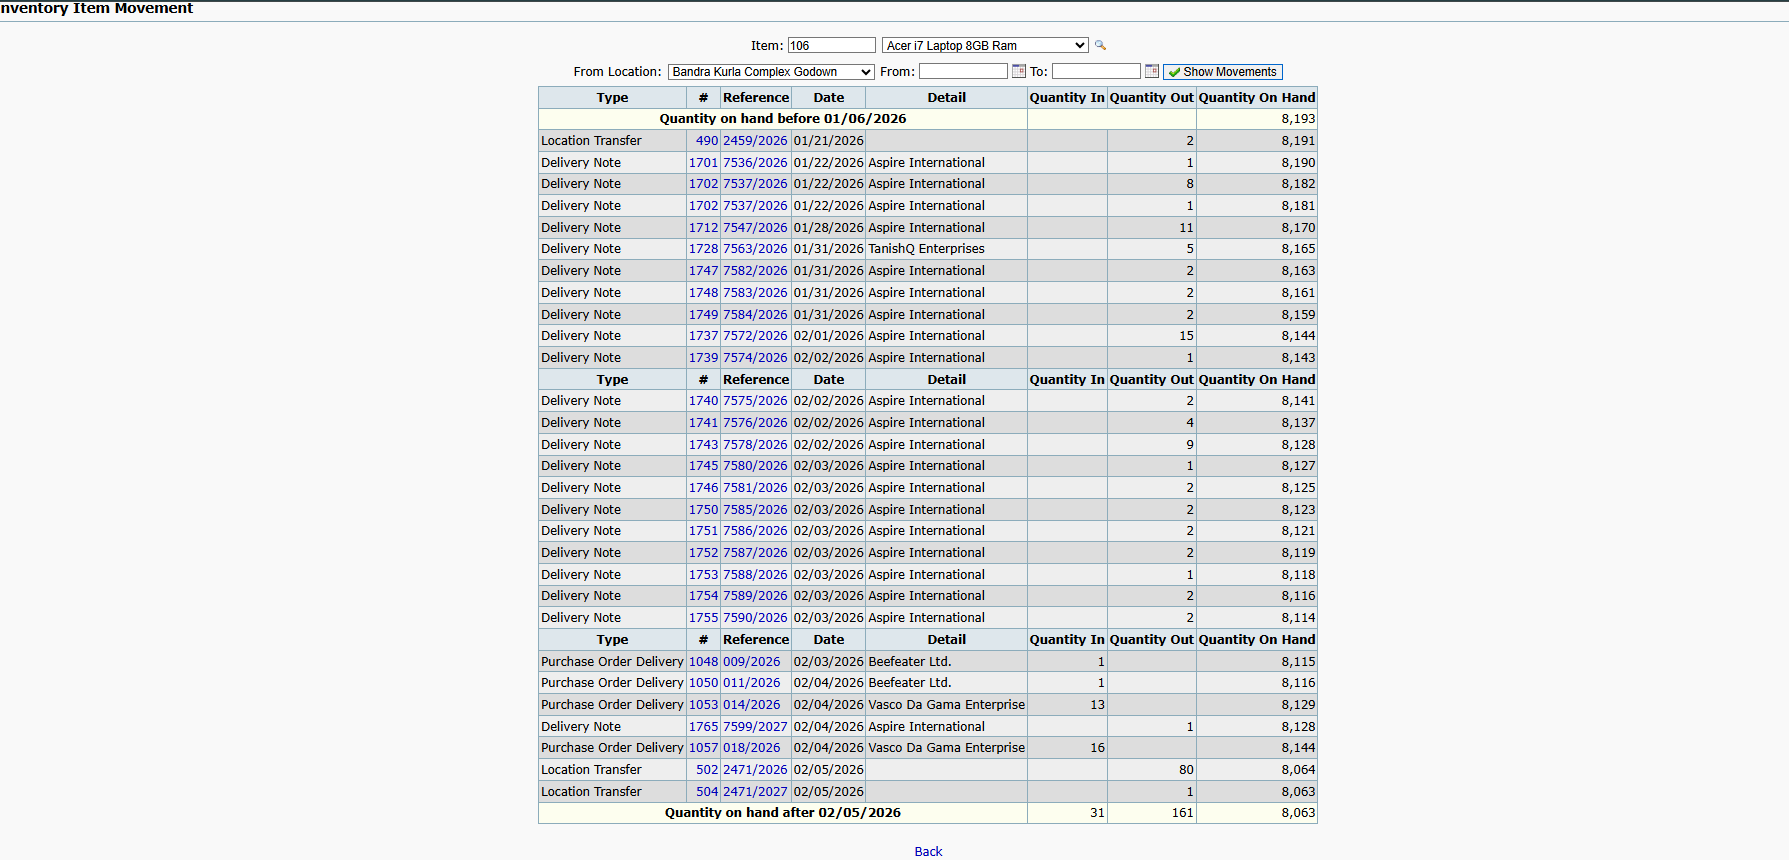 nventory Item Movement
Item: 106 Acer i7 Laptop 8GB Ram
From Location: Bandra Kurla Complex Godown From: To: Show Movements
Type # Reference Date Detail Quantity In Quantity Out Quantity On Hand
Quantity on hand before 01/06/2026 8,193
Location Transfer 490 2459/2026 01/21/2026 2 8,191
Delivery Note 1701 7536/2026 01/22/2026 Aspire International 1 8,190
Delivery Note 1702 7537/2026 01/22/2026 Aspire International 8 8,182
Delivery Note 1702 7537/2026 01/22/2026 Aspire International 1 8,181
Delivery Note 1712 7547/2026 01/28/2026 Aspire International 11 8,170
Delivery Note 1728 7563/2026 01/31/2026 TanishQ Enterprises 5 8,165
Delivery Note 1747 7582/2026 01/31/2026 Aspire International 2 8,163
Delivery Note 1748 7583/2026 01/31/2026 Aspire International 2 8,161
Delivery Note 1749 7584/2026 01/31/2026 Aspire International 2 8,159
Delivery Note 1737 7572/2026 02/01/2026 Aspire International 15 8,144
Delivery Note 1739 7574/2026 02/02/2026 Aspire International 1 8,143
Type # Reference Date Detail Quantity In Quantity Out Quantity On Hand
Delivery Note 1740 7575/2026 02/02/2026 Aspire International 2 8,141
Delivery Note 1741 7576/2026 02/02/2026 Aspire International 4 8,137
Delivery Note 1743 7578/2026 02/02/2026 Aspire International 9 8,128
Delivery Note 1745 7580/2026 02/03/2026 Aspire International 1 8,127
Delivery Note 1746 7581/2026 02/03/2026 Aspire International 2 8,125
Delivery Note 1750 7585/2026 02/03/2026 Aspire International 2 8,123
Delivery Note 1751 7586/2026 02/03/2026 Aspire International 2 8,121
Delivery Note 1752 7587/2026 02/03/2026 Aspire International 2 8,119
Delivery Note 1753 7588/2026 02/03/2026 Aspire International 1 8,118
Delivery Note 1754 7589/2026 02/03/2026 Aspire International 2 8,116
Delivery Note 1755 7590/2026 02/03/2026 Aspire International 2 8,114
Type # Reference Date Detail Quantity In Quantity Out Quantity On Hand
Purchase Order Delivery 1048 009/2026 02/03/2026 Beefeater Ltd. 1 8,115
Purchase Order Delivery 1050 011/2026 02/04/2026 Beefeater Ltd. 1 8,116
Purchase Order Delivery 1053 014/2026 02/04/2026 Vasco Da Gama Enterprise 13 8,129
Delivery Note 1765 7599/2027 02/04/2026 Aspire International 1 8,128
Purchase Order Delivery 1057 018/2026 02/04/2026 Vasco Da Gama Enterprise 16 8,144
Location Transfer 502 2471/2026 02/05/2026 80 8,064
Location Transfer 504 2471/2027 02/05/2026 1 8,063
Quantity on hand after 02/05/2026 31 161 8,063
Back